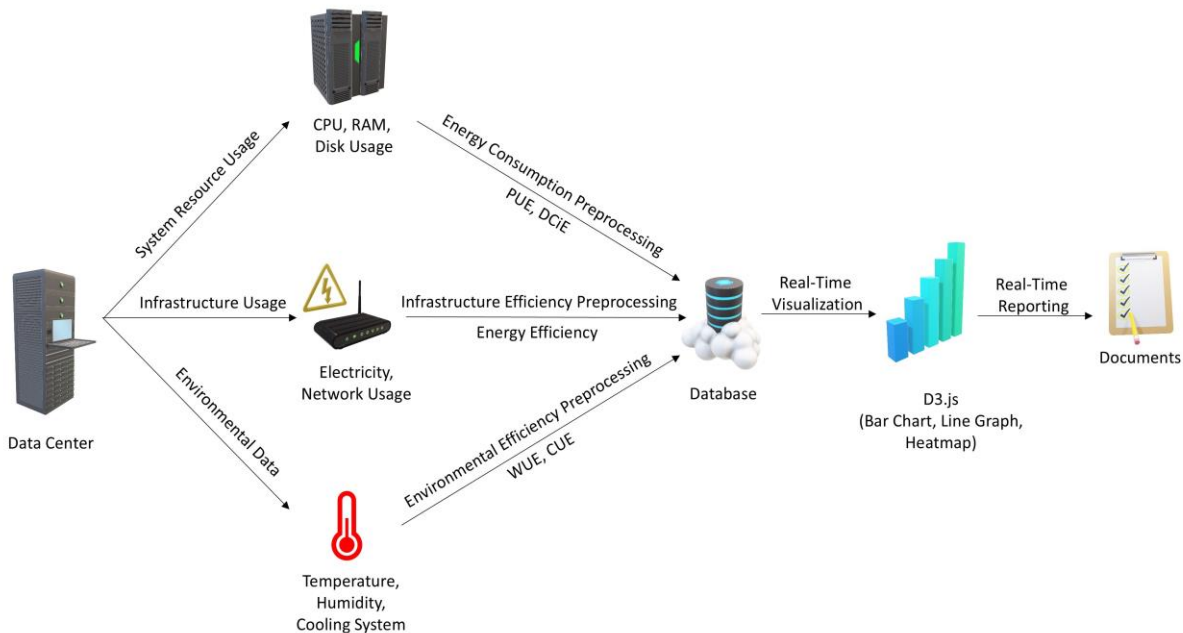 CPU, RAM,
Disk Usage
System Resource Usage
Energy Consumption Preprocessing
PUE, DCiE
Data Center
Infrastructure Usage
Electricity,
Network Usage
Infrastructure Efficiency Preprocessing
Energy Efficiency
Database
Real-Time
Visualization
D3.js
(Bar Chart, Line Graph,
Heatmap)
Real-Time
Reporting
Documents
Environmental Data
Temperature,
Humidity,
Cooling System
Environmental Efficiency Preprocessing
WUE, CUE